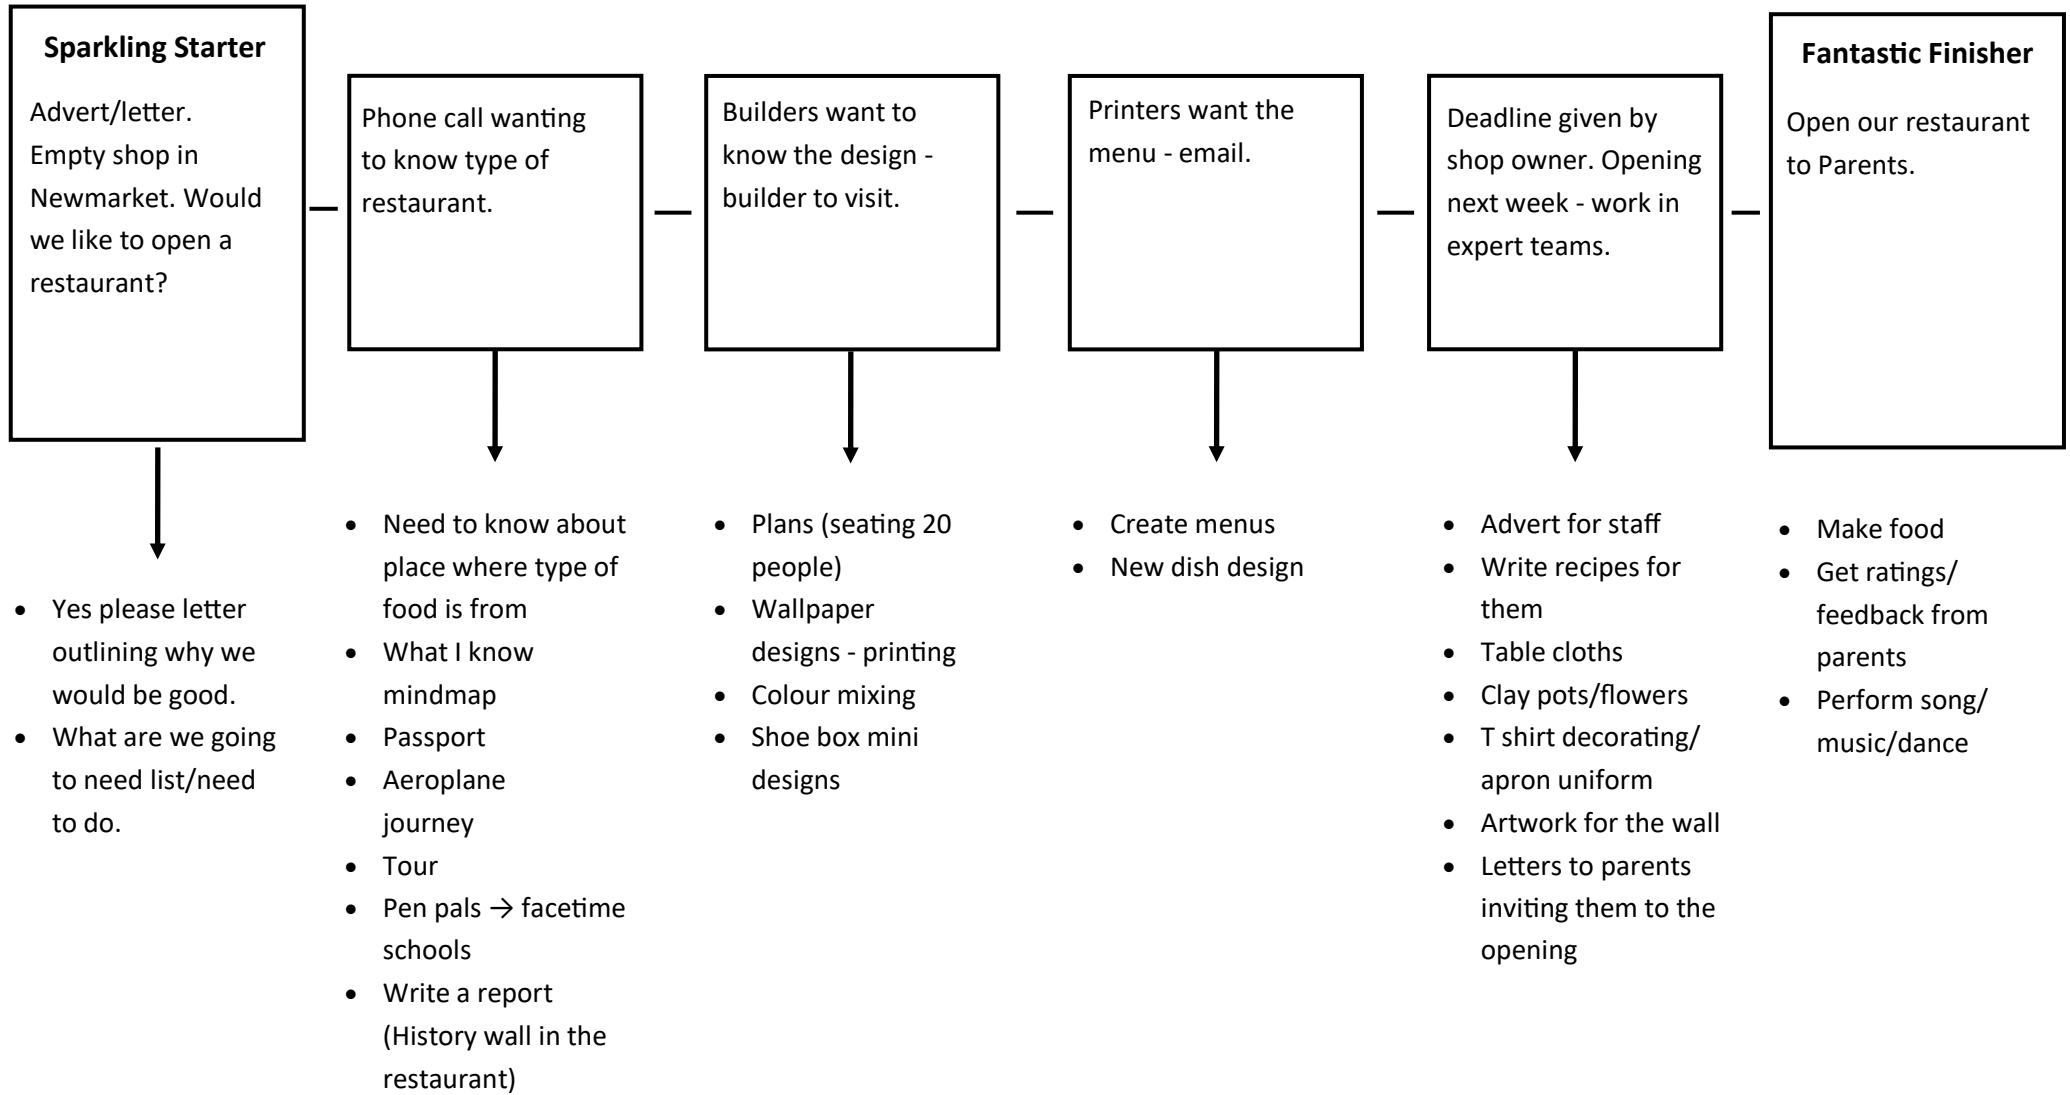 Sparkling Starter
Advert/letter.
Empty shop in
Newmarket. Would
we like to open a
restaurant?
Phone call wanting
to know type of
restaurant.
Builders want to
know the design -
builder to visit.
Printers want the
menu - email.
Deadline given by
shop owner. Opening
next week - work in
expert teams.
Fantastic Finisher
Open our restaurant
to Parents.
• Yes please letter
outlining why we
would be good.
• What are we going
to need list/need
to do.
• Need to know about
place where type of
food is from
• What I know
mindmap
• Passport
• Aeroplane
journey
• Tour
• Pen pals → facetime
schools
• Write a report
(History wall in the
restaurant)
• Plans (seating 20
people)
• Wallpaper
designs - printing
• Colour mixing
• Shoe box mini
designs
• Create menus
• New dish design
• Advert for staff
• Write recipes for
them
• Table cloths
• Clay pots/flowers
• T shirt decorating/
apron uniform
• Artwork for the wall
• Letters to parents
inviting them to the
opening
• Make food
• Get ratings/
feedback from
parents
• Perform song/
music/dance